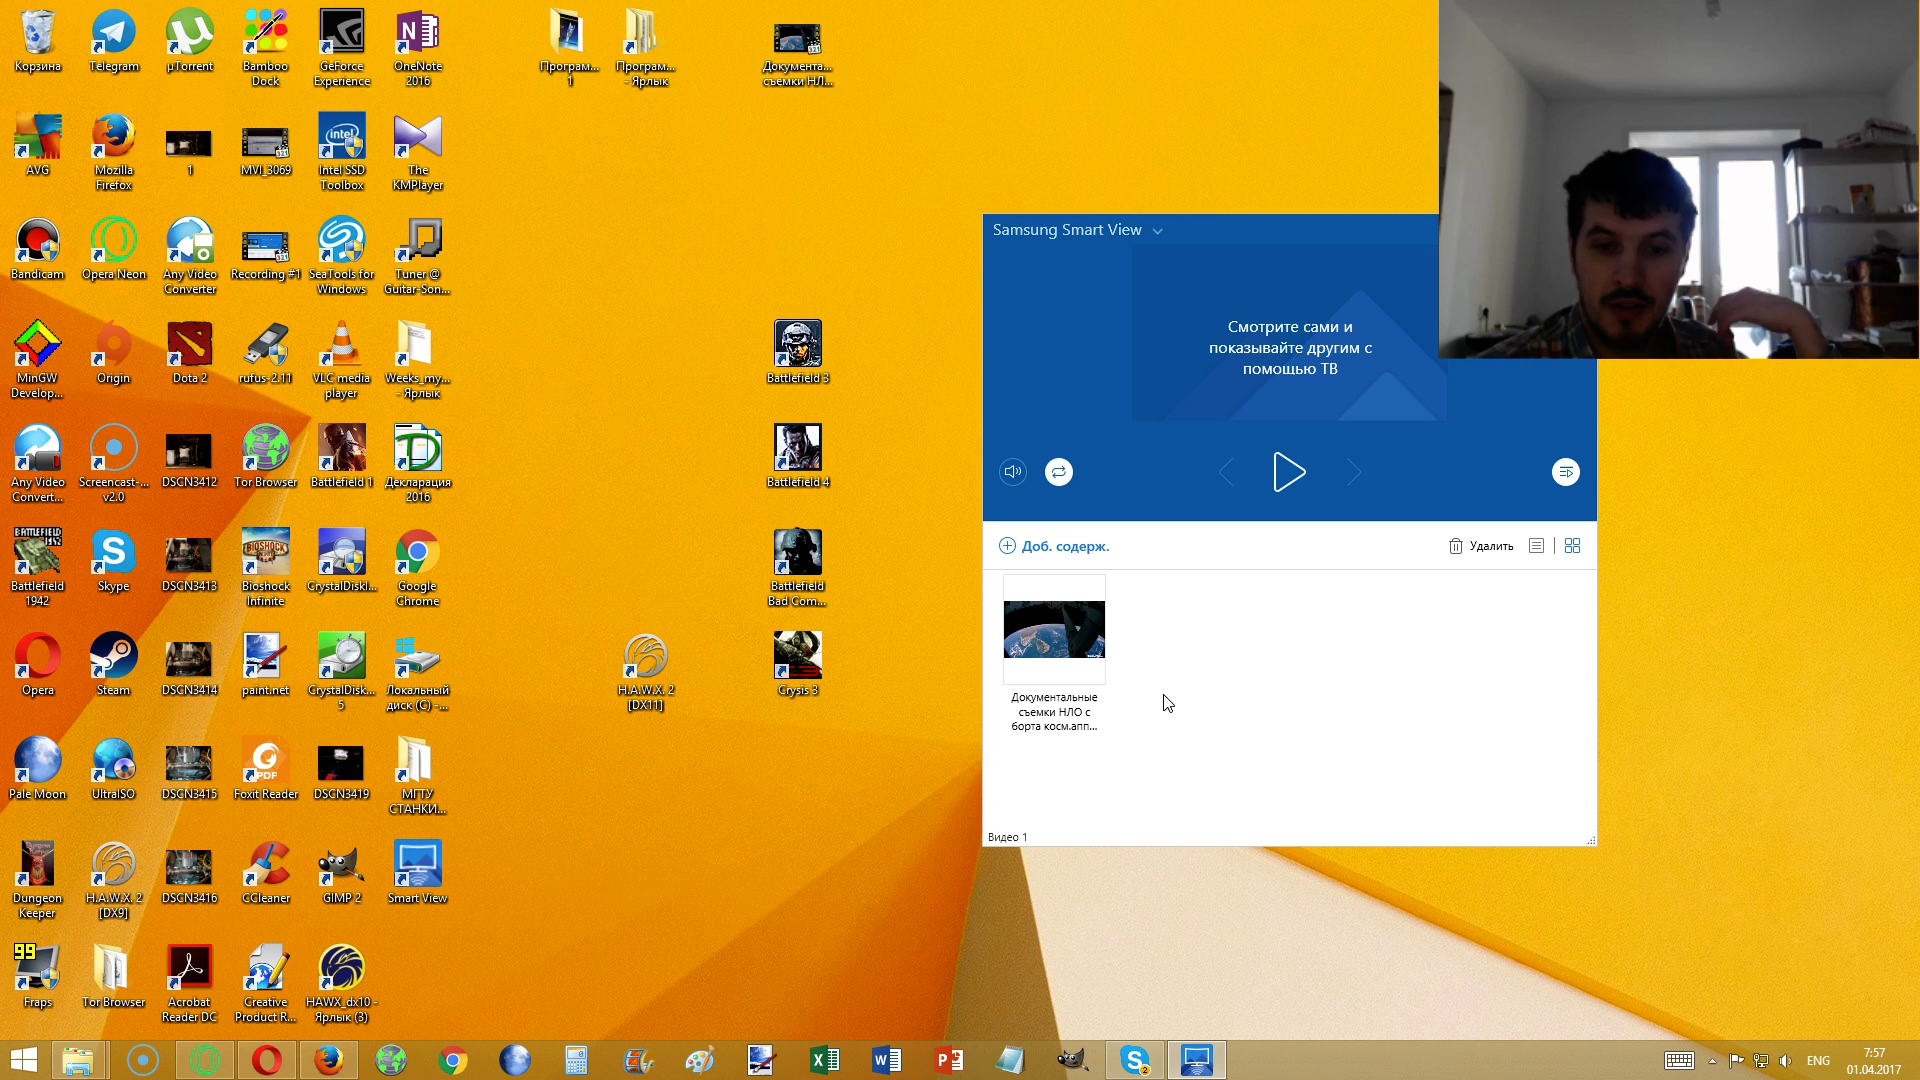 Корзина
Telegram
µTorrent
Bamboo
Dock
GeForce
Experience
OneNote
2016
Програм...
1
Програм...
- Ярлык
Документа...
съемки НЛ...
AVG
Mozilla
Firefox
1
MVI_3069
Intel SSD
Toolbox
The
KMPlayer
Bandicam
Opera Neon
Any Video
Converter
Recording #1
SeaTools for
Windows
Tuner @
Guitar-Son...
MinGW
Develop...
Origin
Dota 2
rufus-2.11
VLC media
player
Weeks_my...
- Ярлык
Battlefield 3
Any Video
Convert...
Screencast-...
v2.0
DSCN3412
Tor Browser
Battlefield 1
Декларация
2016
Battlefield 4
Battlefield
1942
Skype
DSCN3413
Bioshock
Infinite
CrystalDiskI...
Google
Chrome
Battlefield
Bad Com...
Opera
Steam
DSCN3414
paint.net
CrystalDisk...
5
Локальный
диск (C) -...
H.A.W.X. 2
[DX11]
Crysis 3
Pale Moon
UltraISO
DSCN3415
Foxit Reader
DSCN3419
МГТУ
СТАНКИ...
Dungeon
Keeper
H.A.W.X. 2
[DX9]
DSCN3416
CCleaner
GIMP 2
Smart View
99
Fraps
Tor Browser
Acrobat
Reader DC
Creative
Product R...
HAWX_dx10 -
Ярлык (3)
Samsung Smart View
Смотрите сами и
показывайте другим с
помощью ТВ
Доб. содерж.
Удалить
Документальные
съемки НЛО с
борта косм.апп...
Видео 1
ENG
7:57
01.04.2017